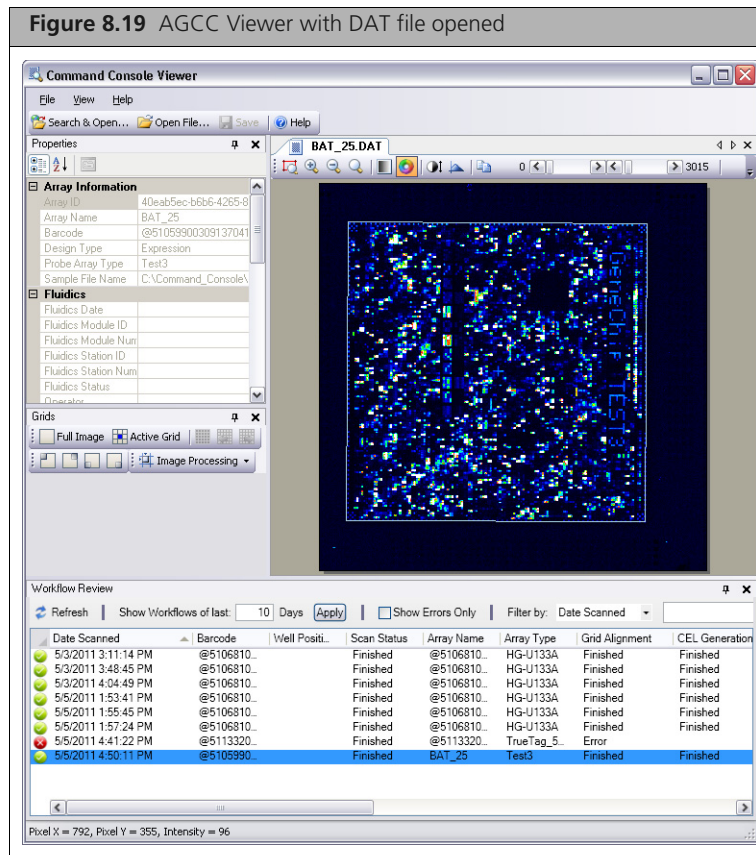 Figure 8.19 AGCC Viewer with DAT file opened
Command Console Viewer
File View Help
Search & Open... Open File... Save Help
Properties
BAT_25.DAT
0 3015
Array Information
Array ID 40eab5ec-b6b6-4265-8
Array Name BAT_25
Barcode @51059900309137041
Design Type Expression
Probe Array Type Test3
Sample File Name C:\Command_Console\
Fluidics
Fluidics Date
Fluidics Module ID
Fluidics Module Num
Fluidics Station ID
Fluidics Station Num
Fluidics Status
Operator
GeneChip TEST3
Grids
Full Image Active Grid
Image Processing
Workflow Review
Refresh Show Workflows of last: 10 Days Apply Show Errors Only Filter by: Date Scanned
Date Scanned Barcode Well Positi... Scan Status Array Name Array Type Grid Alignment CEL Generation
5/3/2011 3:11:14 PM @5106810... Finished @5106810... HG-U133A Finished Finished
5/3/2011 3:48:45 PM @5106810... Finished @5106810... HG-U133A Finished Finished
5/3/2011 4:04:49 PM @5106810... Finished @5106810... HG-U133A Finished Finished
5/5/2011 1:53:41 PM @5106810... Finished @5106810... HG-U133A Finished Finished
5/5/2011 1:55:45 PM @5106810... Finished @5106810... HG-U133A Finished Finished
5/5/2011 1:57:24 PM @5106810... Finished @5106810... HG-U133A Finished Finished
5/5/2011 4:41:22 PM @5113320... Finished @5113320... TrueTag_5... Error
5/5/2011 4:50:11 PM @5105990... Finished BAT_25 Test3 Finished Finished
Pixel X = 792, Pixel Y = 355, Intensity = 96